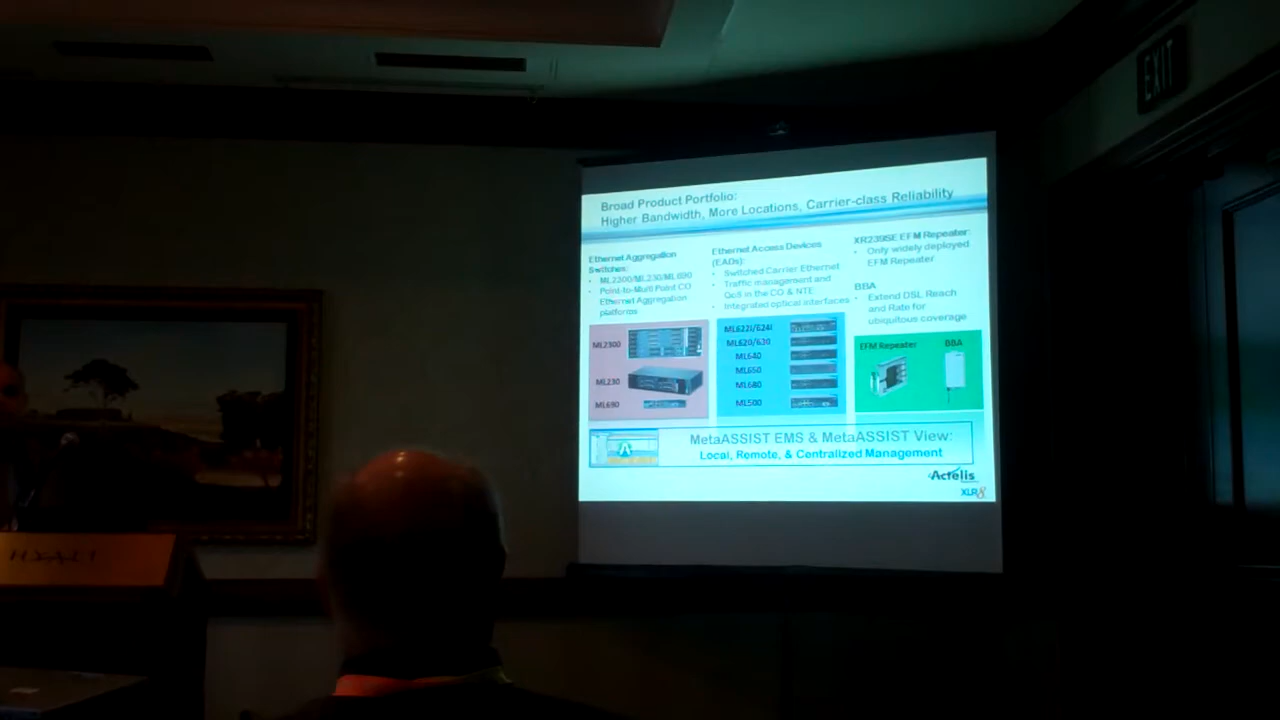 EXIT
Broad Product Portfolio:
Higher Bandwidth, More Locations, Carrier-class Reliability
Ethernet Aggregation
Switches:
• ML2300/ML230/ML690
• Point-to-Multi Point CO
Ethernet Aggregation
platforms
Ethernet Access Devices
(EADs):
• Switched Carrier Ethernet
• Traffic management and
QoS in the CO & NTE
• Integrated optical interfaces
XR239SE EFM Repeater:
• Only widely deployed
EFM Repeater
BBA
• Extend DSL Reach
and Rate for
ubiquitous coverage
ML2300
ML230
ML690
ML622i/624i
ML620/630
ML640
ML650
ML680
ML500
EFM Repeater
BBA
MetaASSIST EMS & MetaASSIST View:
Local, Remote, & Centralized Management
Actelis
XLR8
HYATT